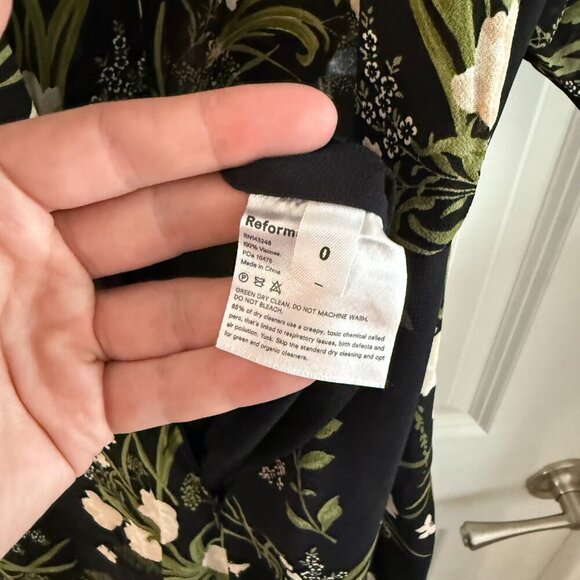 Reform
RN143248
100% Viscose
PO# 10475
Made in China
0
P
GREEN DRY CLEAN, DO NOT MACHINE WASH.
DO NOT BLEACH.
85% of dry cleaners use a creepy, toxic chemical called
perc, that's linked to respiratory issues, birth defects and
air pollution. Yuck. Skip the standard dry cleaning and opt
for green and organic cleaners.